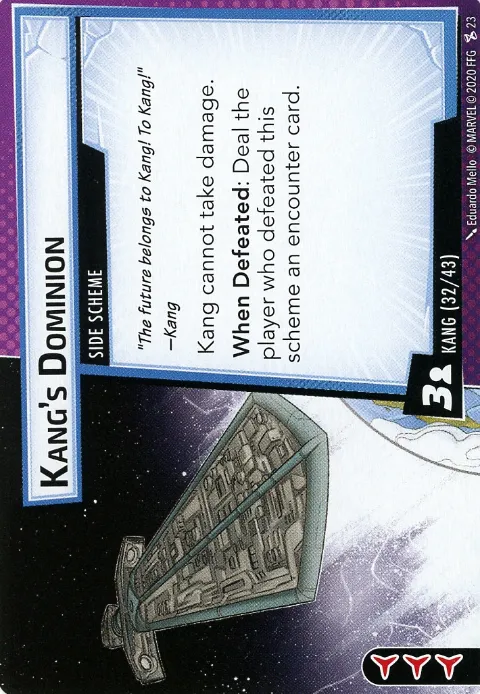 KANG'S DOMINION
SIDE SCHEME
"The future belongs to Kang! To Kang!"
–Kang
Kang cannot take damage.
When Defeated: Deal the
player who defeated this
scheme an encounter card.
3
KANG (32/43)
Eduardo Mello © MARVEL © 2020 FFG 23